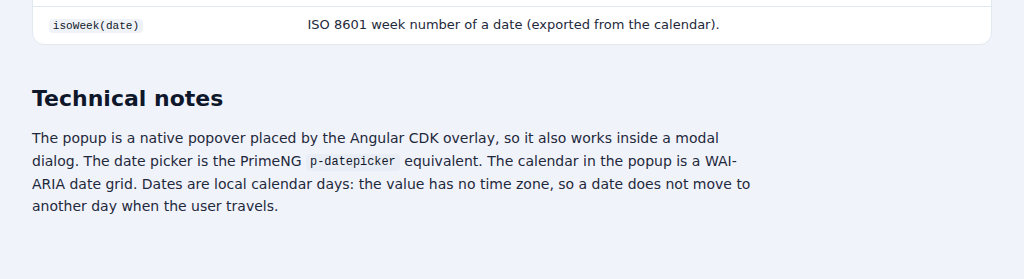 isoWeek(date) ISO 8601 week number of a date (exported from the calendar).
Technical notes
The popup is a native popover placed by the Angular CDK overlay, so it also works inside a modal
dialog. The date picker is the PrimeNG p-datepicker equivalent. The calendar in the popup is a WAI-
ARIA date grid. Dates are local calendar days: the value has no time zone, so a date does not move to
another day when the user travels.